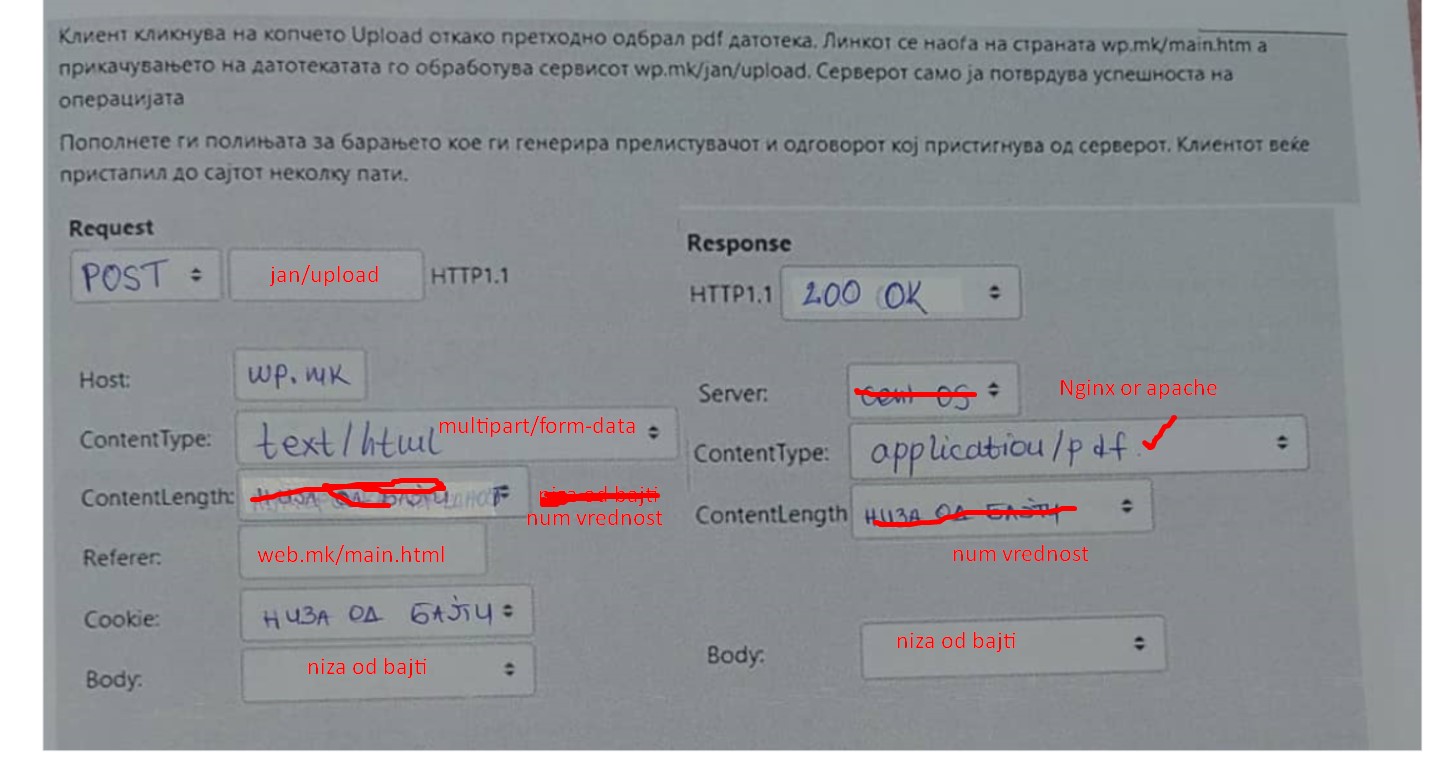 Клиент кликнува на копчето Upload откако претходно одбрал pdf датотека. Линкот се наоѓа на страната wp.mk/main.htm а
прикачувањето на датотекатата го обработува сервисот wp.mk/jan/upload. Серверот само ја потврдува успешноста на
операцијата
Пополнете ги полињата за барањето кое ги генерира прелистувачот и одговорот кој пристигнува од серверот. Клиентот веќе
пристапил до сајтот неколку пати.
Request
POST jan/upload HTTP1.1
Host: wp.mk
ContentType: text/html multipart/form-data
ContentLength: низа од бајти niza od bajti
num vrednost
Referer: web.mk/main.html
Cookie: низа од бајти
Body: niza od bajti
Response
HTTP1.1 200 OK
Server: cent os Nginx or apache
ContentType: application/pdf
ContentLength низа од бајти
num vrednost
Body: niza od bajti